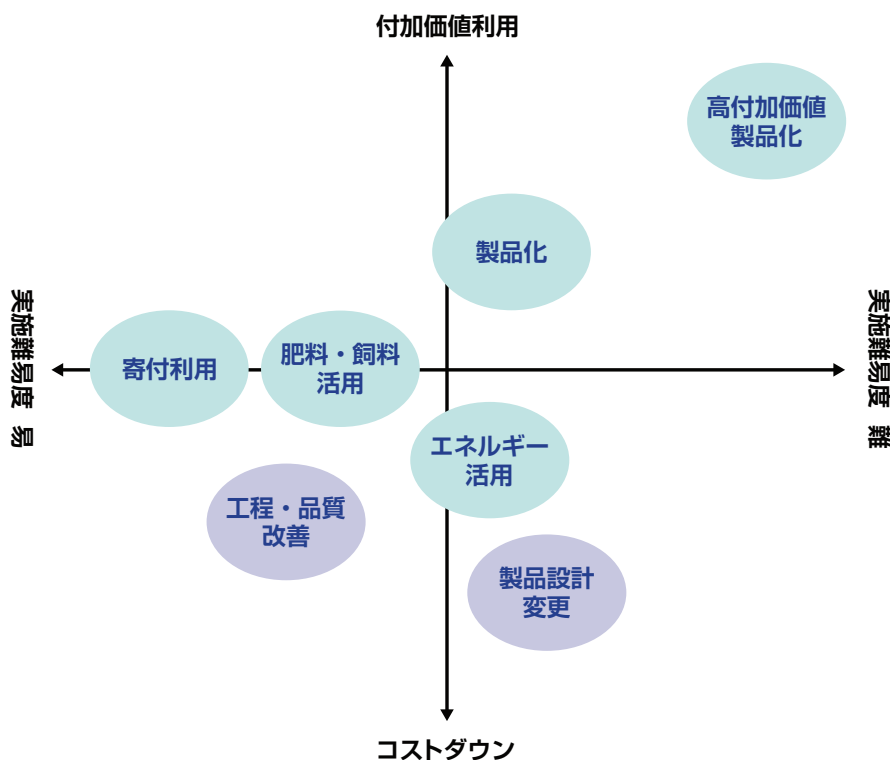 付加価値利用
高付加価値
製品化
製品化
実施難易度 易
実施難易度 難
寄付利用
肥料・飼料
活用
エネルギー
活用
工程・品質
改善
製品設計
変更
コストダウン